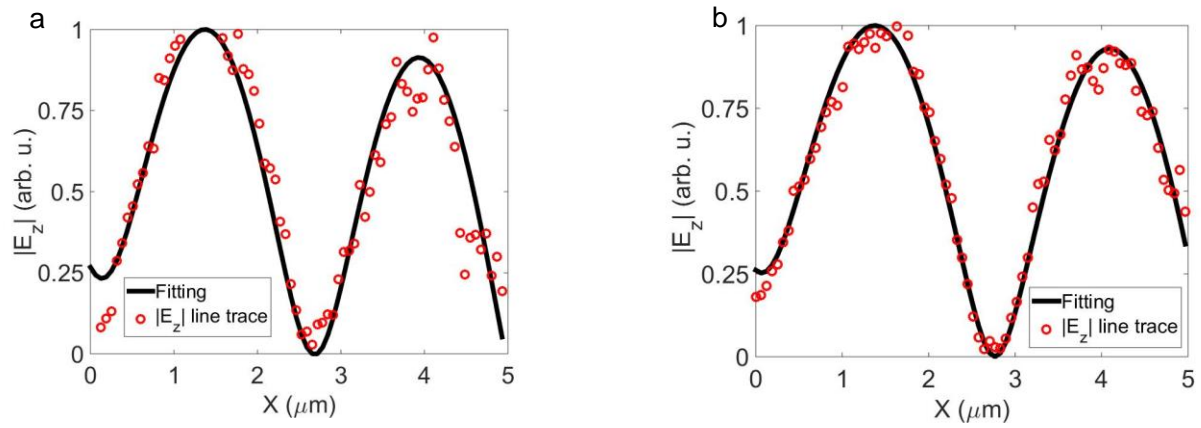 a
1
0.75
0.5
0.25
0
|E_z| (arb. u.)
Fitting
|E_z| line trace
0 1 2 3 4 5
X (μm)
b
1
0.75
0.5
0.25
0
|E_z| (arb. u.)
Fitting
|E_z| line trace
0 1 2 3 4 5
X (μm)